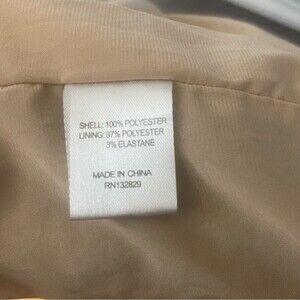 SHELL: 100% POLYESTER
LINING: 97% POLYESTER
3% ELASTANE
MADE IN CHINA
RN132829